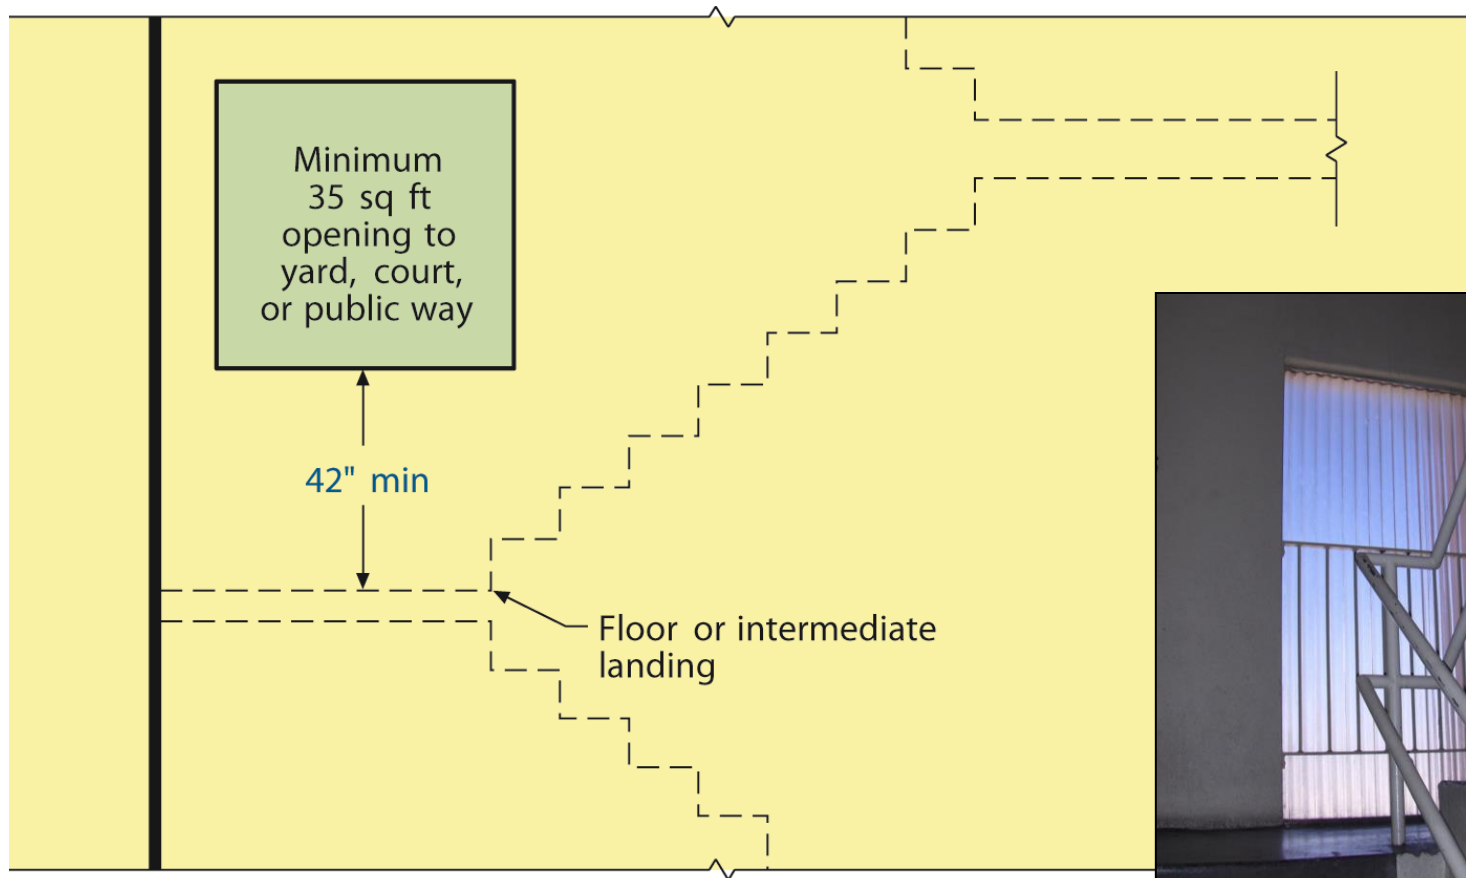 Minimum
35 sq ft
opening to
yard, court,
or public way
42" min
Floor or intermediate
landing